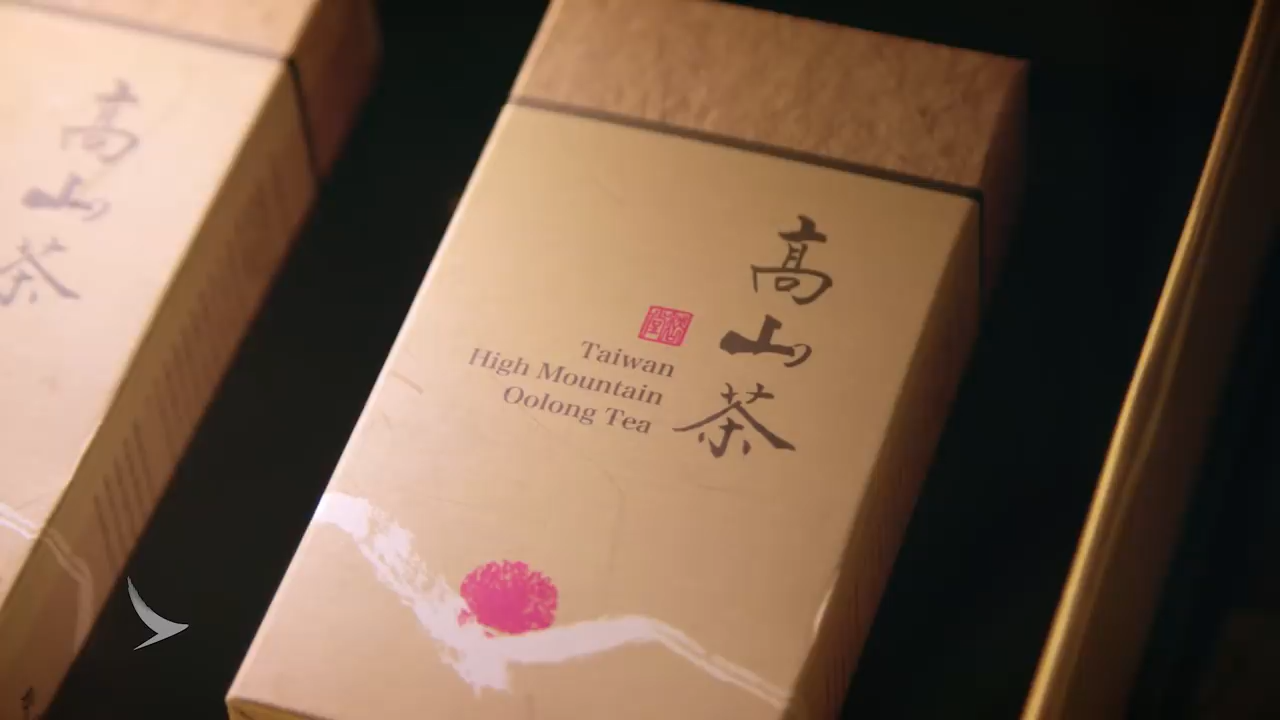 高山茶
Taiwan
High Mountain
Oolong Tea
高山茶